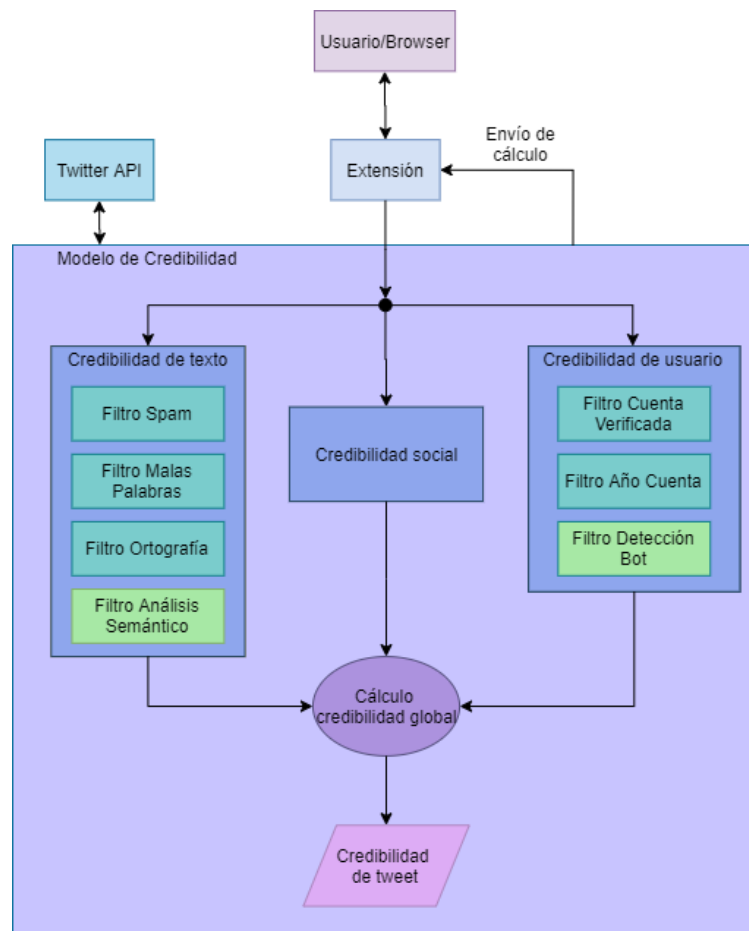 Usuario/Browser
Envío de
cálculo
Twitter API
Extensión
Modelo de Credibilidad
Credibilidad de texto
Filtro Spam
Filtro Malas
Palabras
Filtro Ortografía
Filtro Análisis
Semántico
Credibilidad social
Credibilidad de usuario
Filtro Cuenta
Verificada
Filtro Año Cuenta
Filtro Detección
Bot
Cálculo
credibilidad global
Credibilidad
de tweet